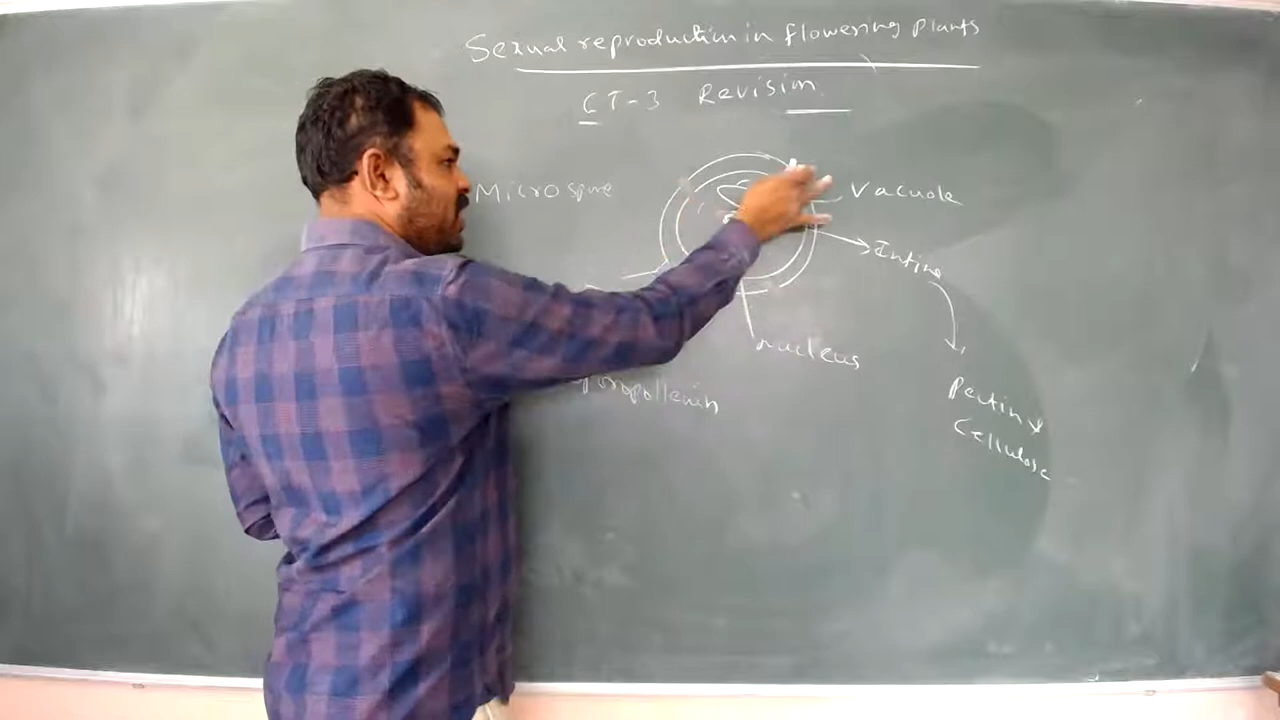 Sexual reproduction in flowering plants
CT-3 Revision
Microspore
Vacuole
Intine
nucleus
Pectin &
Cellulose